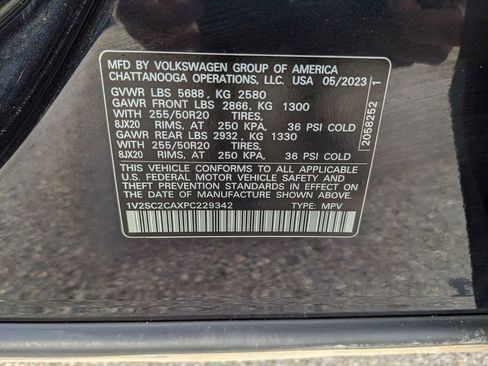 MFD BY VOLKSWAGEN GROUP OF AMERICA
CHATTANOOGA OPERATIONS, LLC. USA 05/2023
GVWR LBS 5688, KG 2580
GAWR FRONT LBS 2866, KG 1300
WITH 255/50R20 TIRES,
8JX20 RIMS, AT 250 KPA, 36 PSI COLD
GAWR REAR LBS 2932, KG 1330
WITH 255/50R20 TIRES,
8JX20 RIMS, AT 250 KPA, 36 PSI COLD
THIS VEHICLE CONFORMS TO ALL APPLICABLE
U.S. FEDERAL MOTOR VEHICLE SAFETY AND
THEFT PREVENTION STANDARDS IN EFFECT ON
THE DATE OF MANUFACTURE SHOWN ABOVE.
1V2SC2CAXPC229342 TYPE: MPV
2058252 1